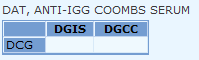 DAT, ANTI-IGG COOMBS SERUM
DGIS DGCC
DCG